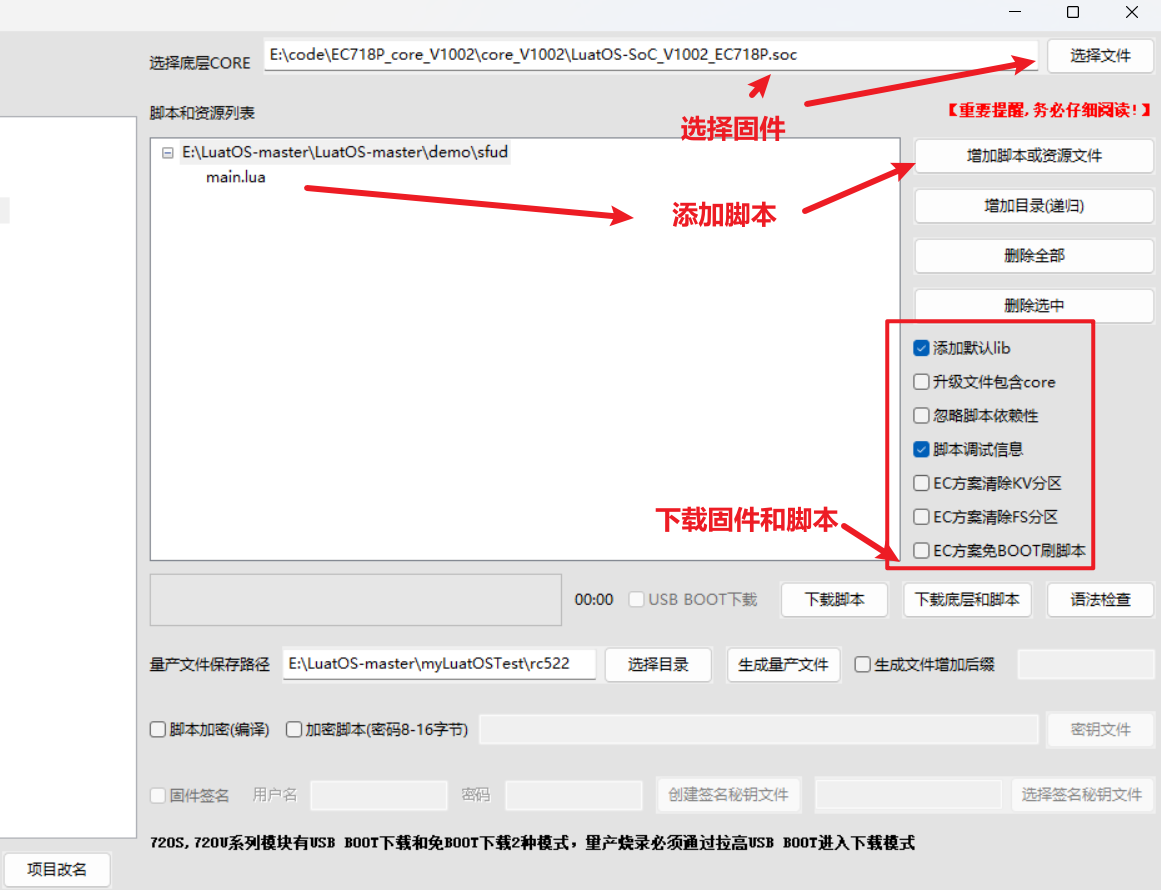 选择底层CORE
E:\code\EC718P_core_V1002\core_V1002\LuatOS-SoC_V1002_EC718P.soc
选择文件
脚本和资源列表
选择固件
【重要提醒,务必仔细阅读!】
E:\LuatOS-master\LuatOS-master\demo\sfud
main.lua
添加脚本
增加脚本或资源文件
增加目录(递归)
删除全部
删除选中
添加默认lib
升级文件包含core
忽略脚本依赖性
脚本调试信息
EC方案清除KV分区
EC方案清除FS分区
EC方案免BOOT刷脚本
下载固件和脚本
00:00
USB BOOT下载
下载脚本
下载底层和脚本
语法检查
量产文件保存路径
E:\LuatOS-master\myLuatOSTest\rc522
选择目录
生成量产文件
生成文件增加后缀
脚本加密(编译)
加密脚本(密码8-16字节)
密钥文件
固件签名
用户名
密码
创建签名秘钥文件
选择签名秘钥文件
720S,720U系列模块有USB BOOT下载和免BOOT下载2种模式，量产烧录必须通过拉高USB BOOT进入下载模式
项目改名